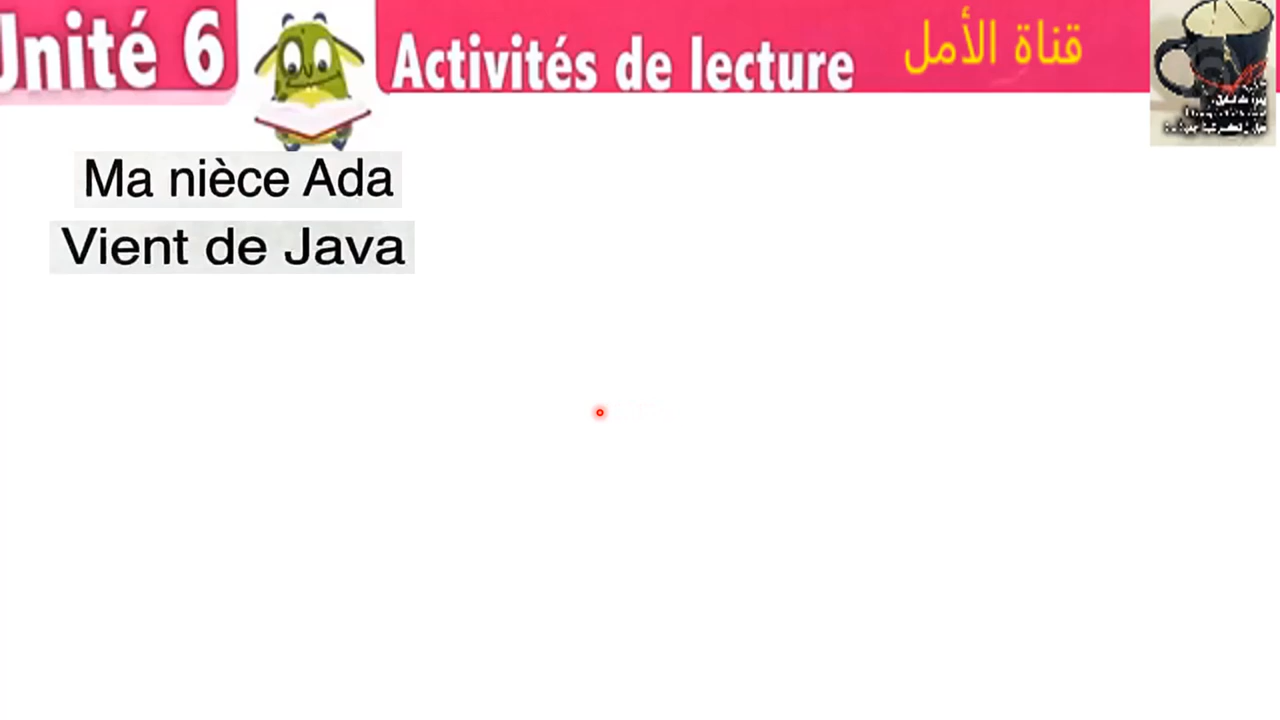 Unité 6
Activités de lecture
قناة الأمل
Ma nièce Ada
Vient de Java